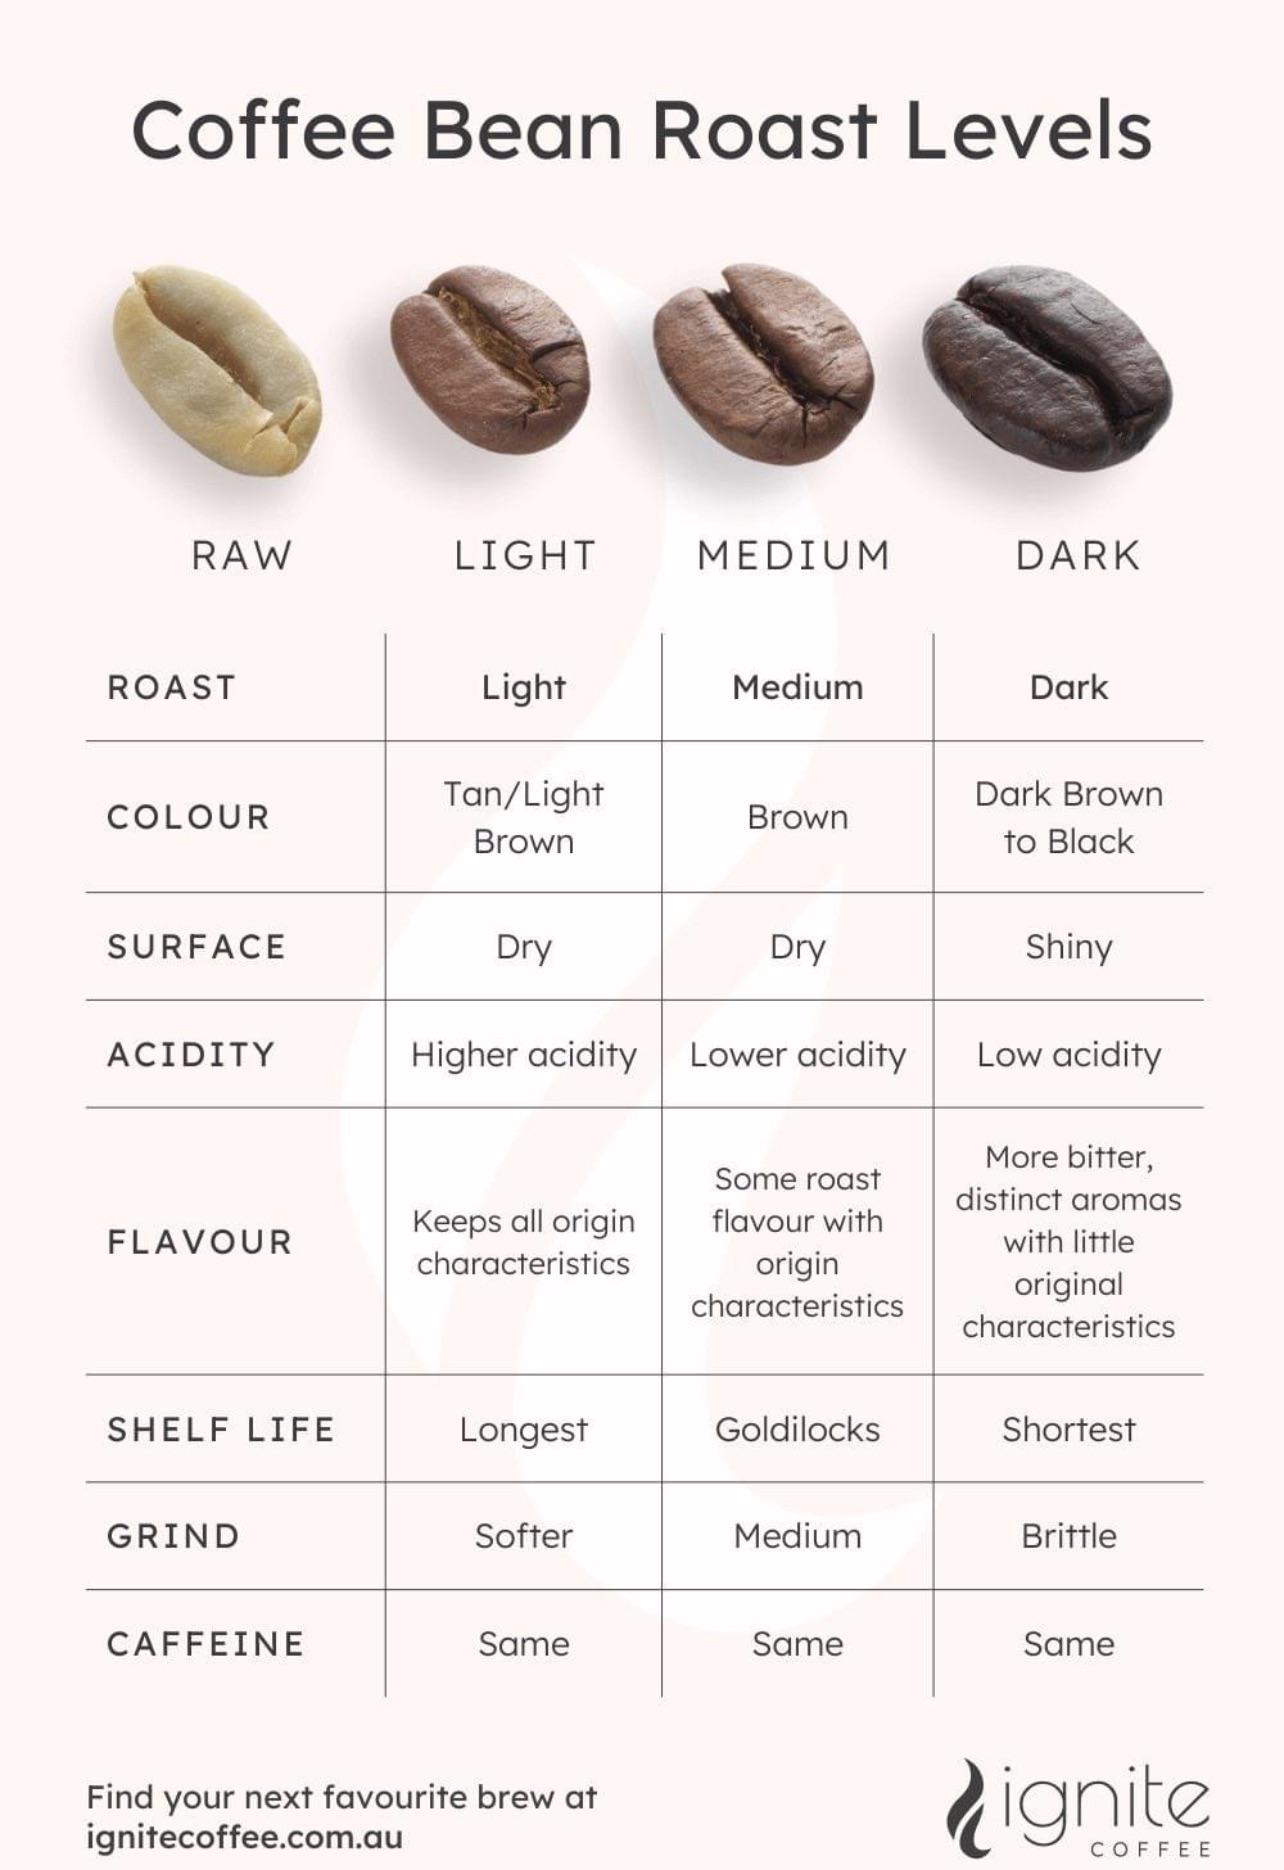 Coffee Bean Roast Levels
RAW
LIGHT
MEDIUM
DARK
ROAST
Light
Medium
Dark
COLOUR
Tan/Light
Brown
Brown
Dark Brown
to Black
SURFACE
Dry
Dry
Shiny
ACIDITY
Higher acidity
Lower acidity
Low acidity
FLAVOUR
Keeps all origin
characteristics
Some roast
flavour with
origin
characteristics
More bitter,
distinct aromas
with little
original
characteristics
SHELF LIFE
Longest
Goldilocks
Shortest
GRIND
Softer
Medium
Brittle
CAFFEINE
Same
Same
Same
Find your next favourite brew at
ignitecoffee.com.au
ignite
COFFEE